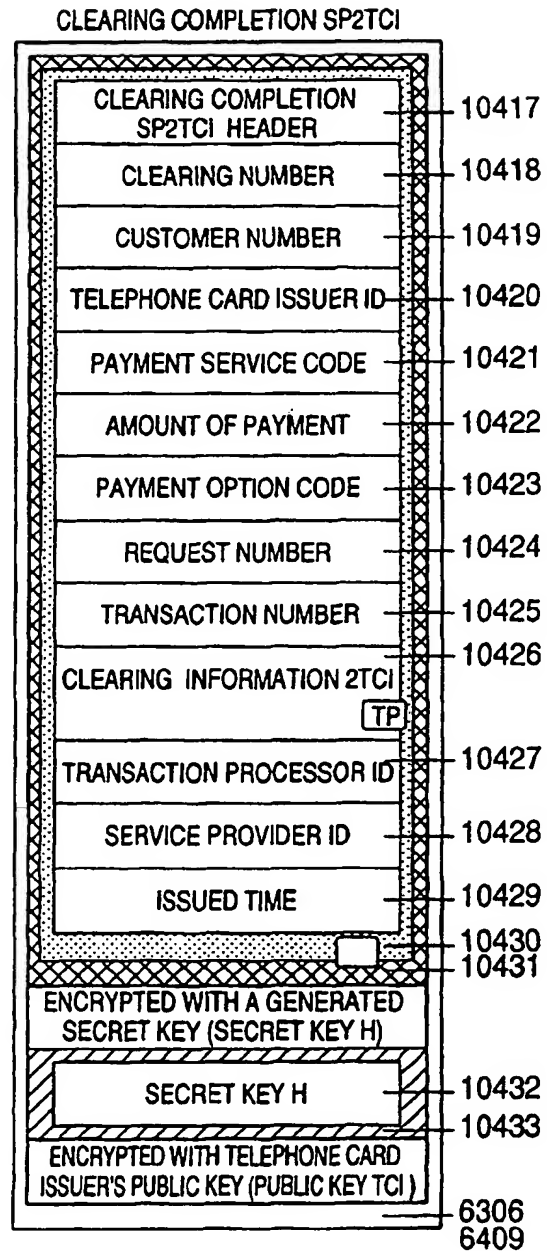 CLEARING COMPLETION SP2TCI
CLEARING COMPLETION
SP2TCI HEADER
10417
CLEARING NUMBER
10418
CUSTOMER NUMBER
10419
TELEPHONE CARD ISSUER ID
10420
PAYMENT SERVICE CODE
10421
AMOUNT OF PAYMENT
10422
PAYMENT OPTION CODE
10423
REQUEST NUMBER
10424
TRANSACTION NUMBER
10425
10426
CLEARING INFORMATION 2TCI
TP
TRANSACTION PROCESSOR ID
10427
SERVICE PROVIDER ID
10428
ISSUED TIME
10429
10430
10431
ENCRYPTED WITH A GENERATED
SECRET KEY (SECRET KEY H)
SECRET KEY H
10432
10433
ENCRYPTED WITH TELEPHONE CARD
ISSUER'S PUBLIC KEY (PUBLIC KEY TCI)
6306
6409